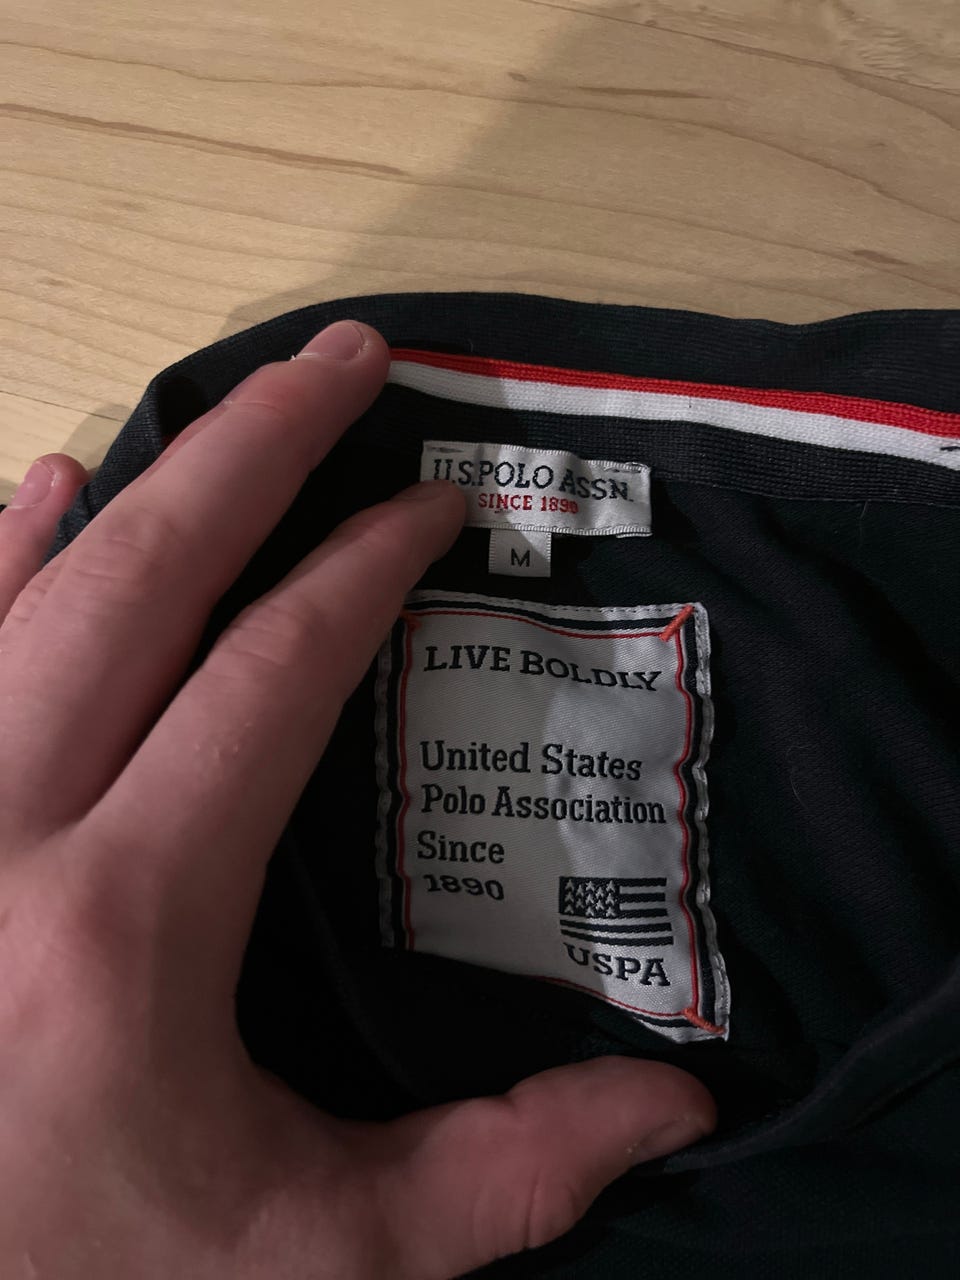 U.S.POLO ASSN.
SINCE 1890
M
LIVE BOLDLY
United States
Polo Association
Since
1890
USPA